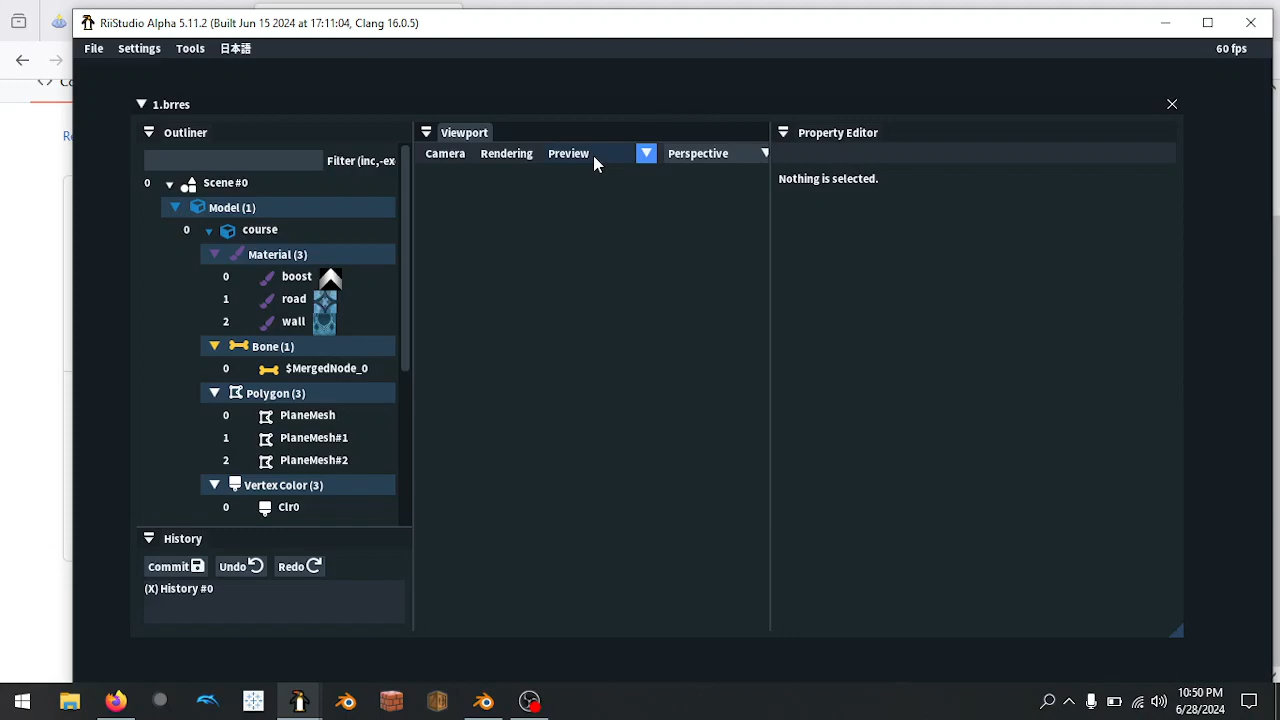 RiiStudio Alpha 5.11.2 (Built Jun 15 2024 at 17:11:04, Clang 16.0.5)
File Settings Tools 日本語 60 fps
1.brres
Outliner
Filter (inc,-ex
0 Scene #0
Model (1)
0 course
Material (3)
0 boost
1 road
2 wall
Bone (1)
0 $MergedNode_0
Polygon (3)
0 PlaneMesh
1 PlaneMesh#1
2 PlaneMesh#2
Vertex Color (3)
0 Clr0
History
Commit Undo Redo
(X) History #0
Viewport
Camera Rendering Preview Perspective
Property Editor
Nothing is selected.
10:50 PM
6/28/2024